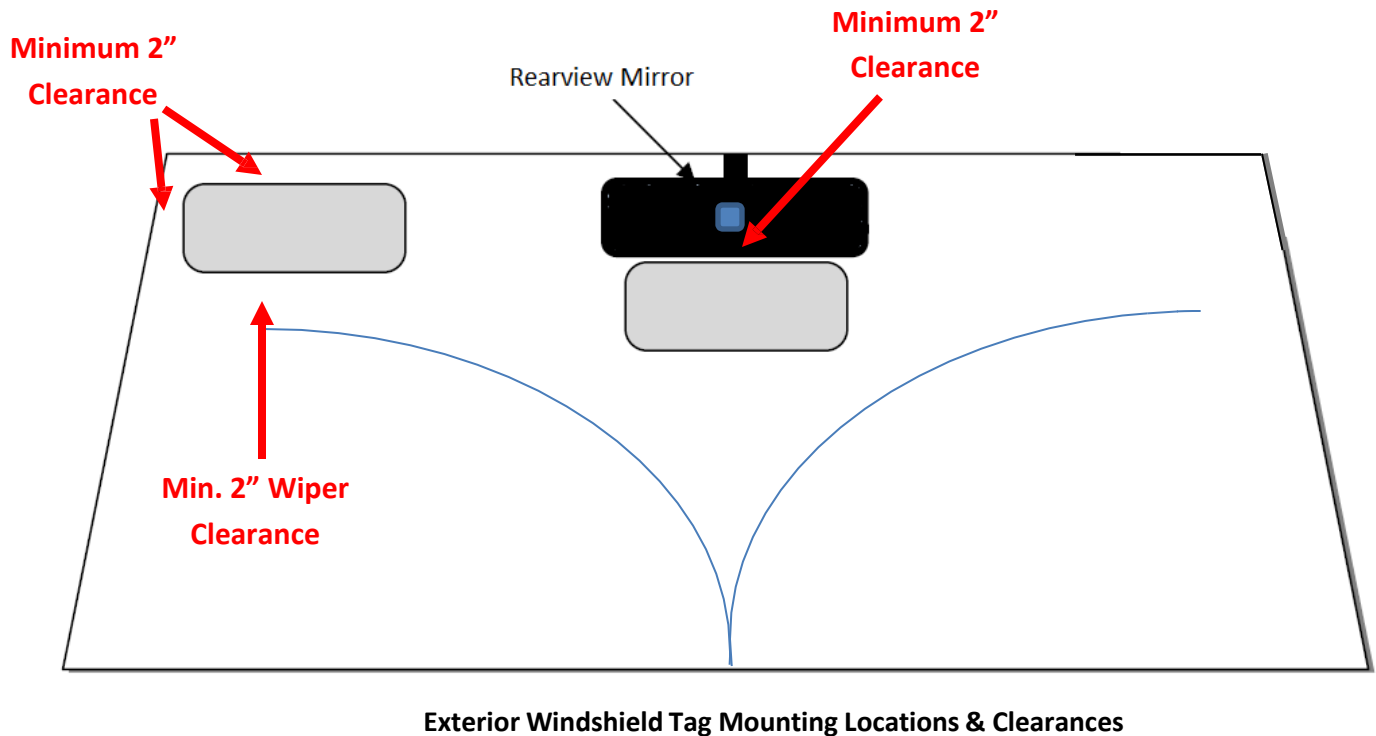 Minimum 2”
Clearance
Rearview Mirror
Minimum 2”
Clearance
Min. 2” Wiper
Clearance
Exterior Windshield Tag Mounting Locations & Clearances